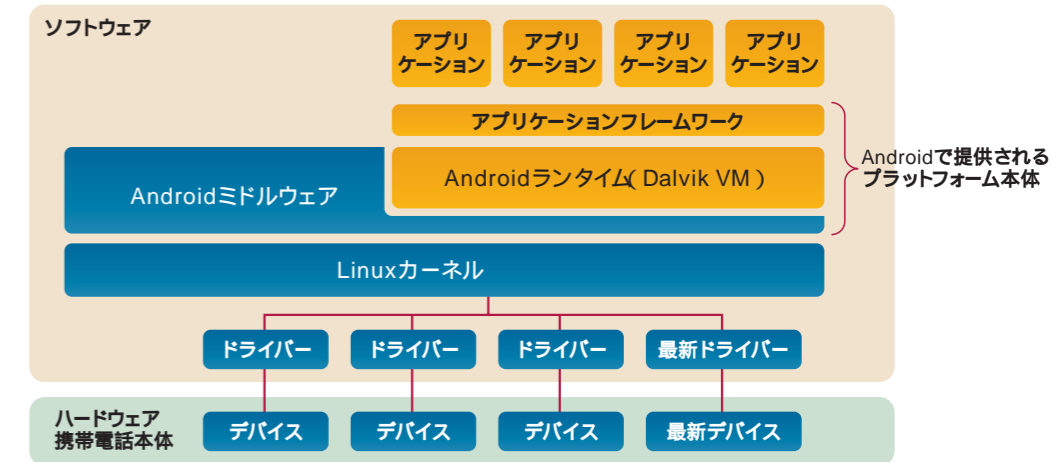 ソフトウェア
アプリ
ケーション
アプリ
ケーション
アプリ
ケーション
アプリ
ケーション
アプリケーションフレームワーク
Androidランタイム( Dalvik VM )
Androidミドルウェア
Androidで提供される
プラットフォーム本体
Linuxカーネル
ドライバー
ドライバー
ドライバー
最新ドライバー
ハードウェア
携帯電話本体
デバイス
デバイス
デバイス
最新デバイス